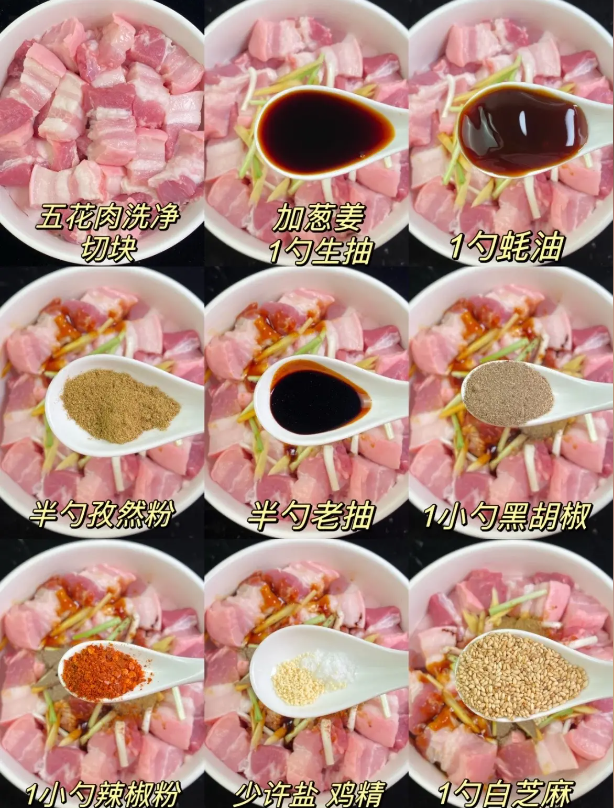 五花肉洗净
切块
加葱姜
1勺生抽
1勺蚝油
半勺孜然粉
半勺老抽
1小勺黑胡椒
1小勺辣椒粉
少许盐 鸡精
1勺白芝麻